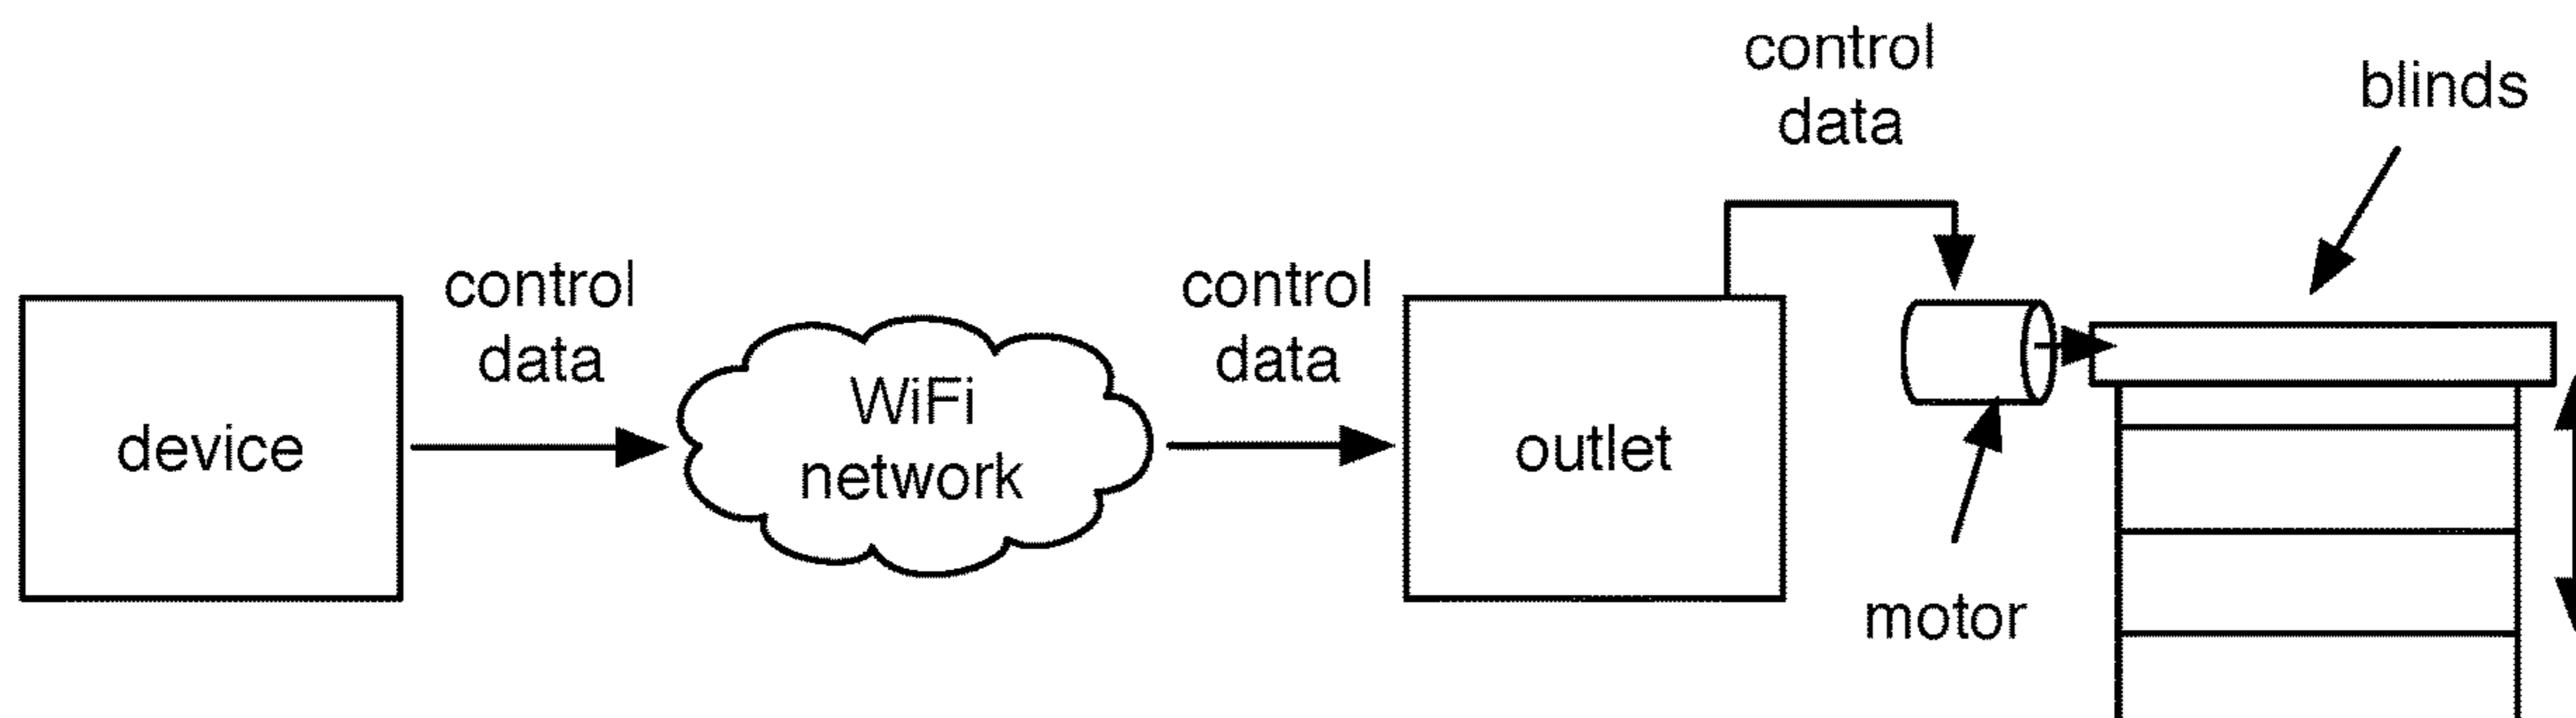 device
control
data
WiFi
network
control
data
outlet
control
data
motor
blinds